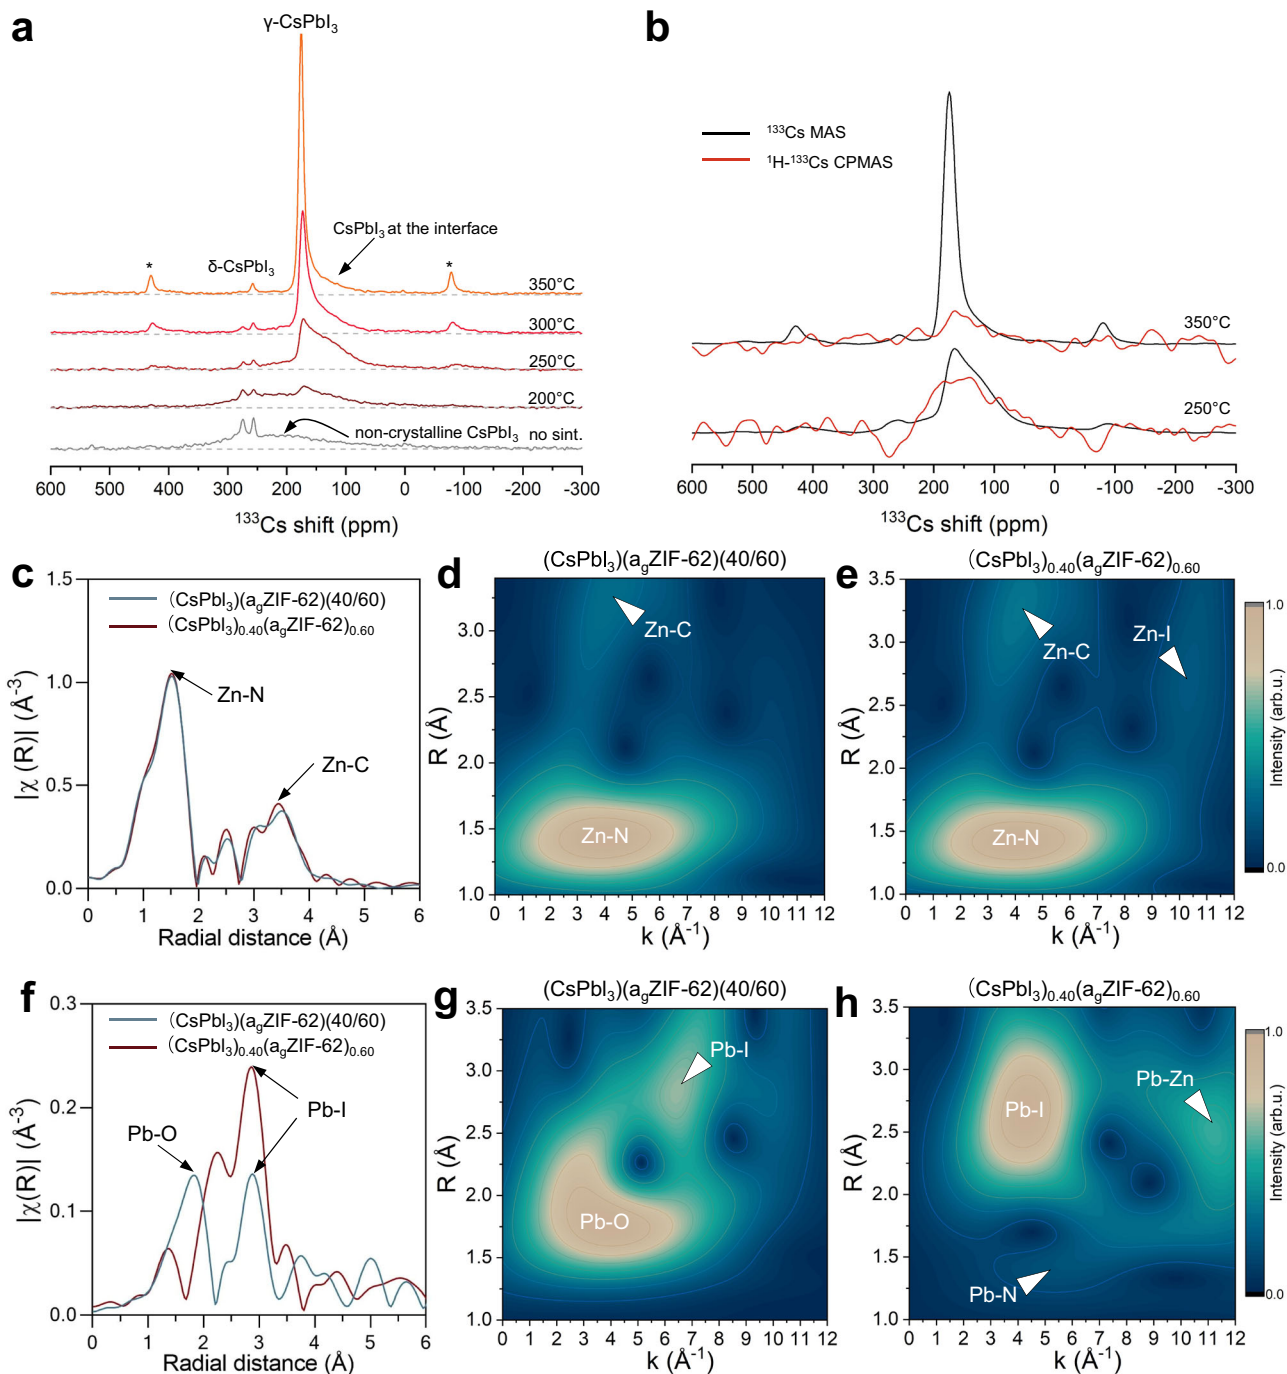 a
γ-CsPbI₃
CsPbI₃ at the interface
*
δ-CsPbI₃
*
350°C
300°C
250°C
200°C
non-crystalline CsPbI₃
no sint.
600 500 400 300 200 100 0 -100 -200 -300
¹³³Cs shift (ppm)
b
¹³³Cs MAS
¹H-¹³³Cs CPMAS
350°C
250°C
600 500 400 300 200 100 0 -100 -200 -300
¹³³Cs shift (ppm)
c
1.5
1.0
0.5
0.0
|χ (R)| (Å⁻³)
(CsPbI₃)(agZIF-62)(40/60)
(CsPbI₃)0.40(agZIF-62)0.60
Zn-N
Zn-C
0 1 2 3 4 5 6
Radial distance (Å)
d
(CsPbI₃)(agZIF-62)(40/60)
3.0
2.5
2.0
1.5
1.0
R (Å)
Zn-C
Zn-N
0 1 2 3 4 5 6 7 8 9 10 11 12
k (Å⁻¹)
e
(CsPbI₃)0.40(agZIF-62)0.60
3.5
3.0
2.5
2.0
1.5
1.0
R (Å)
Zn-I
Zn-C
Zn-N
0 1 2 3 4 5 6 7 8 9 10 11 12
k (Å⁻¹)
1.0
Intensity (arb.u.)
0.0
f
0.3
0.2
0.1
0.0
|χ(R)| (Å⁻³)
(CsPbI₃)(agZIF-62)(40/60)
(CsPbI₃)0.40(agZIF-62)0.60
Pb-I
Pb-O
0 1 2 3 4 5 6
Radial distance (Å)
g
(CsPbI₃)(agZIF-62)(40/60)
3.5
3.0
2.5
2.0
1.5
1.0
R (Å)
Pb-I
Pb-O
0 1 2 3 4 5 6 7 8 9 10 11 12
k (Å⁻¹)
h
(CsPbI₃)0.40(agZIF-62)0.60
3.5
3.0
2.5
2.0
1.5
1.0
R (Å)
Pb-Zn
Pb-I
Pb-N
0 1 2 3 4 5 6 7 8 9 10 11 12
k (Å⁻¹)
1.0
Intensity (arb.u.)
0.0